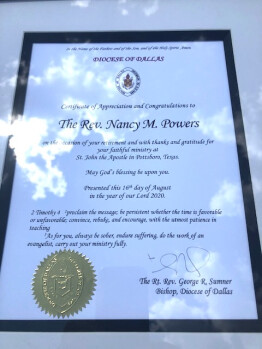 In the Name of the Father, and of the Son, and of the Holy Spirit, Amen
DIOCESE OF DALLAS
Certificate of Appreciation and Congratulations to
The Rev. Nancy M. Powers
on the occasion of your retirement and with thanks and gratitude for
your faithful ministry at
St. John the Apostle in Pottsboro, Texas.
May God's blessing be upon you.
Presented this 16th day of August
in the year of our Lord 2020.
2 Timothy 4 "proclaim the message; be persistent whether the time is favorable
or unfavorable; convince, rebuke, and encourage, with the utmost patience in
teaching
"As for you, always be sober, endure suffering, do the work of an
evangelist, carry out your ministry fully.
The Rt. Rev. George R. Sumner
Bishop, Diocese of Dallas